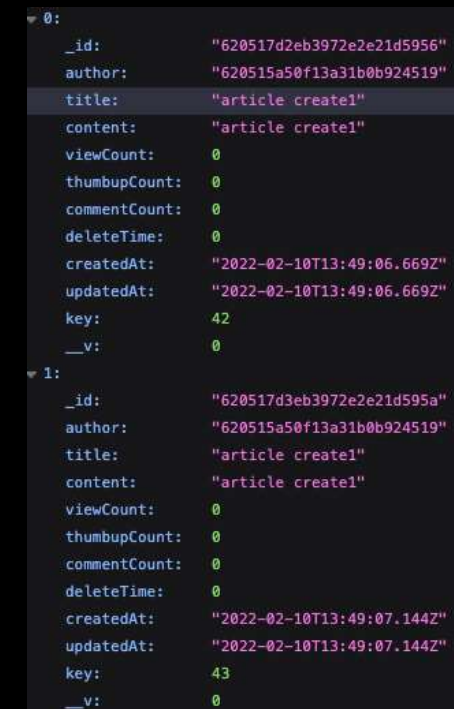 0:
_id: "620517d2eb3972e2e21d5956"
author: "620515a50f13a31b0b924519"
title: "article create1"
content: "article create1"
viewCount: 0
thumbupCount: 0
commentCount: 0
deleteTime: 0
createdAt: "2022-02-10T13:49:06.669Z"
updatedAt: "2022-02-10T13:49:06.669Z"
key: 42
__v: 0
1:
_id: "620517d3eb3972e2e21d595a"
author: "620515a50f13a31b0b924519"
title: "article create1"
content: "article create1"
viewCount: 0
thumbupCount: 0
commentCount: 0
deleteTime: 0
createdAt: "2022-02-10T13:49:07.144Z"
updatedAt: "2022-02-10T13:49:07.144Z"
key: 43
__v: 0